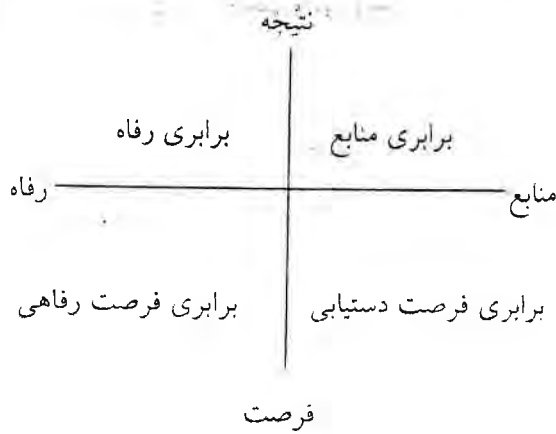 نتیجه
برابری منابع
برابری رفاه
منابع
رفاه
برابری فرصت دستیابی
برابری فرصت رفاهی
فرصت